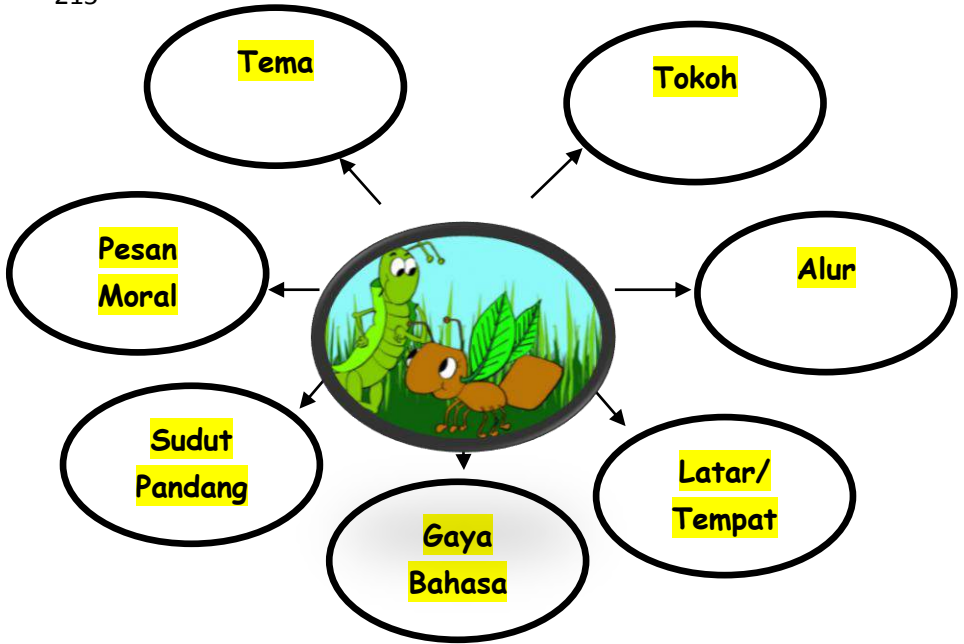 Tema
Tokoh
Pesan
Moral
Alur
Sudut
Pandang
Latar/
Tempat
Gaya
Bahasa